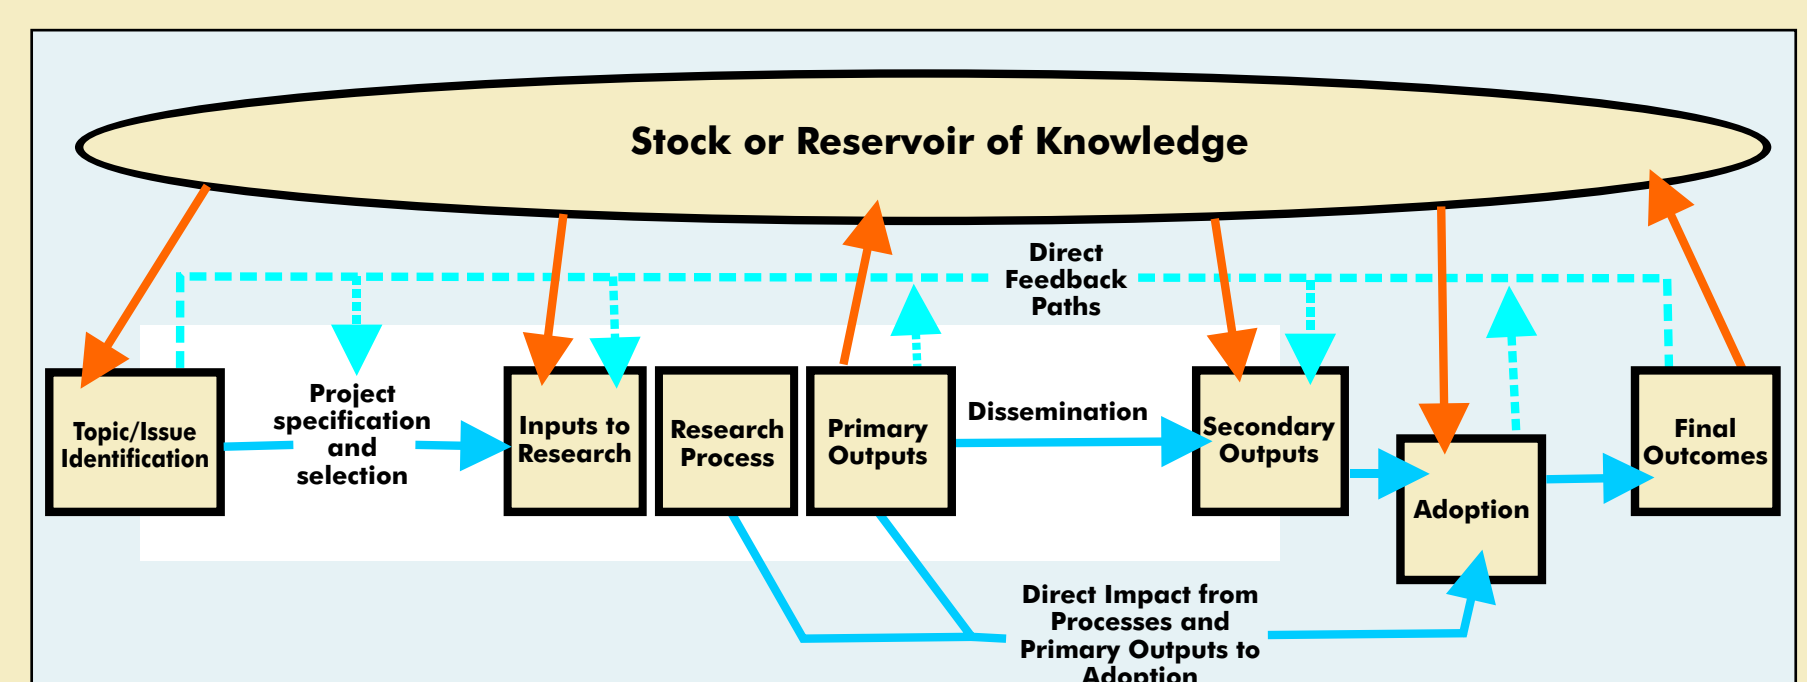 Stock or Reservoir of Knowledge
Direct
Feedback
Paths
Topic/Issue
Identification
Project
specification
and
selection
Inputs to
Research
Research
Process
Primary
Outputs
Dissemination
Secondary
Outputs
Adoption
Final
Outcomes
Direct Impact from
Processes and
Primary Outputs to
Adoption